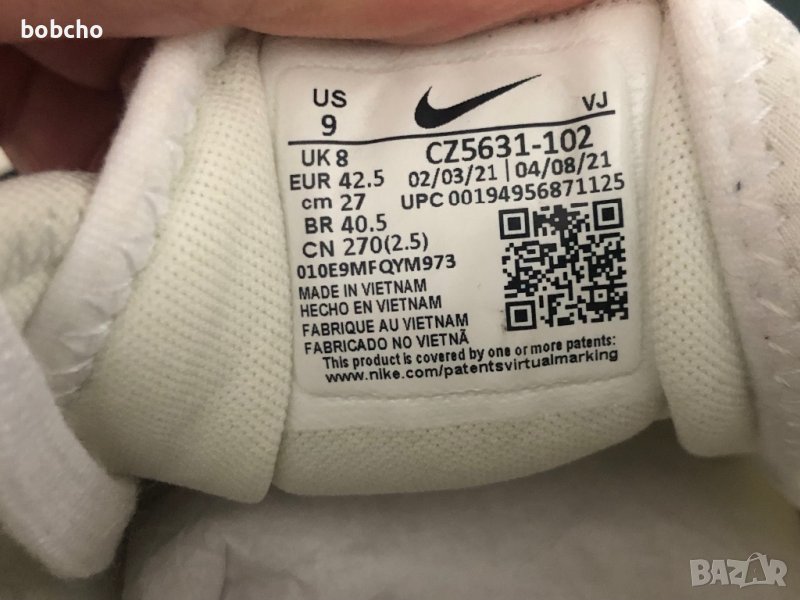 bobcho
US
9
VJ
UK 8
CZ5631-102
EUR 42.5
02/03/21 | 04/08/21
cm 27
UPC 00194956871125
BR 40.5
CN 270(2.5)
010E9MFQYM973
MADE IN VIETNAM
HECHO EN VIETNAM
FABRIQUE AU VIETNAM
FABRICADO NO VIETNÃ
This product is covered by one or more patents:
www.nike.com/patentsvirtualmarking
BAZAR